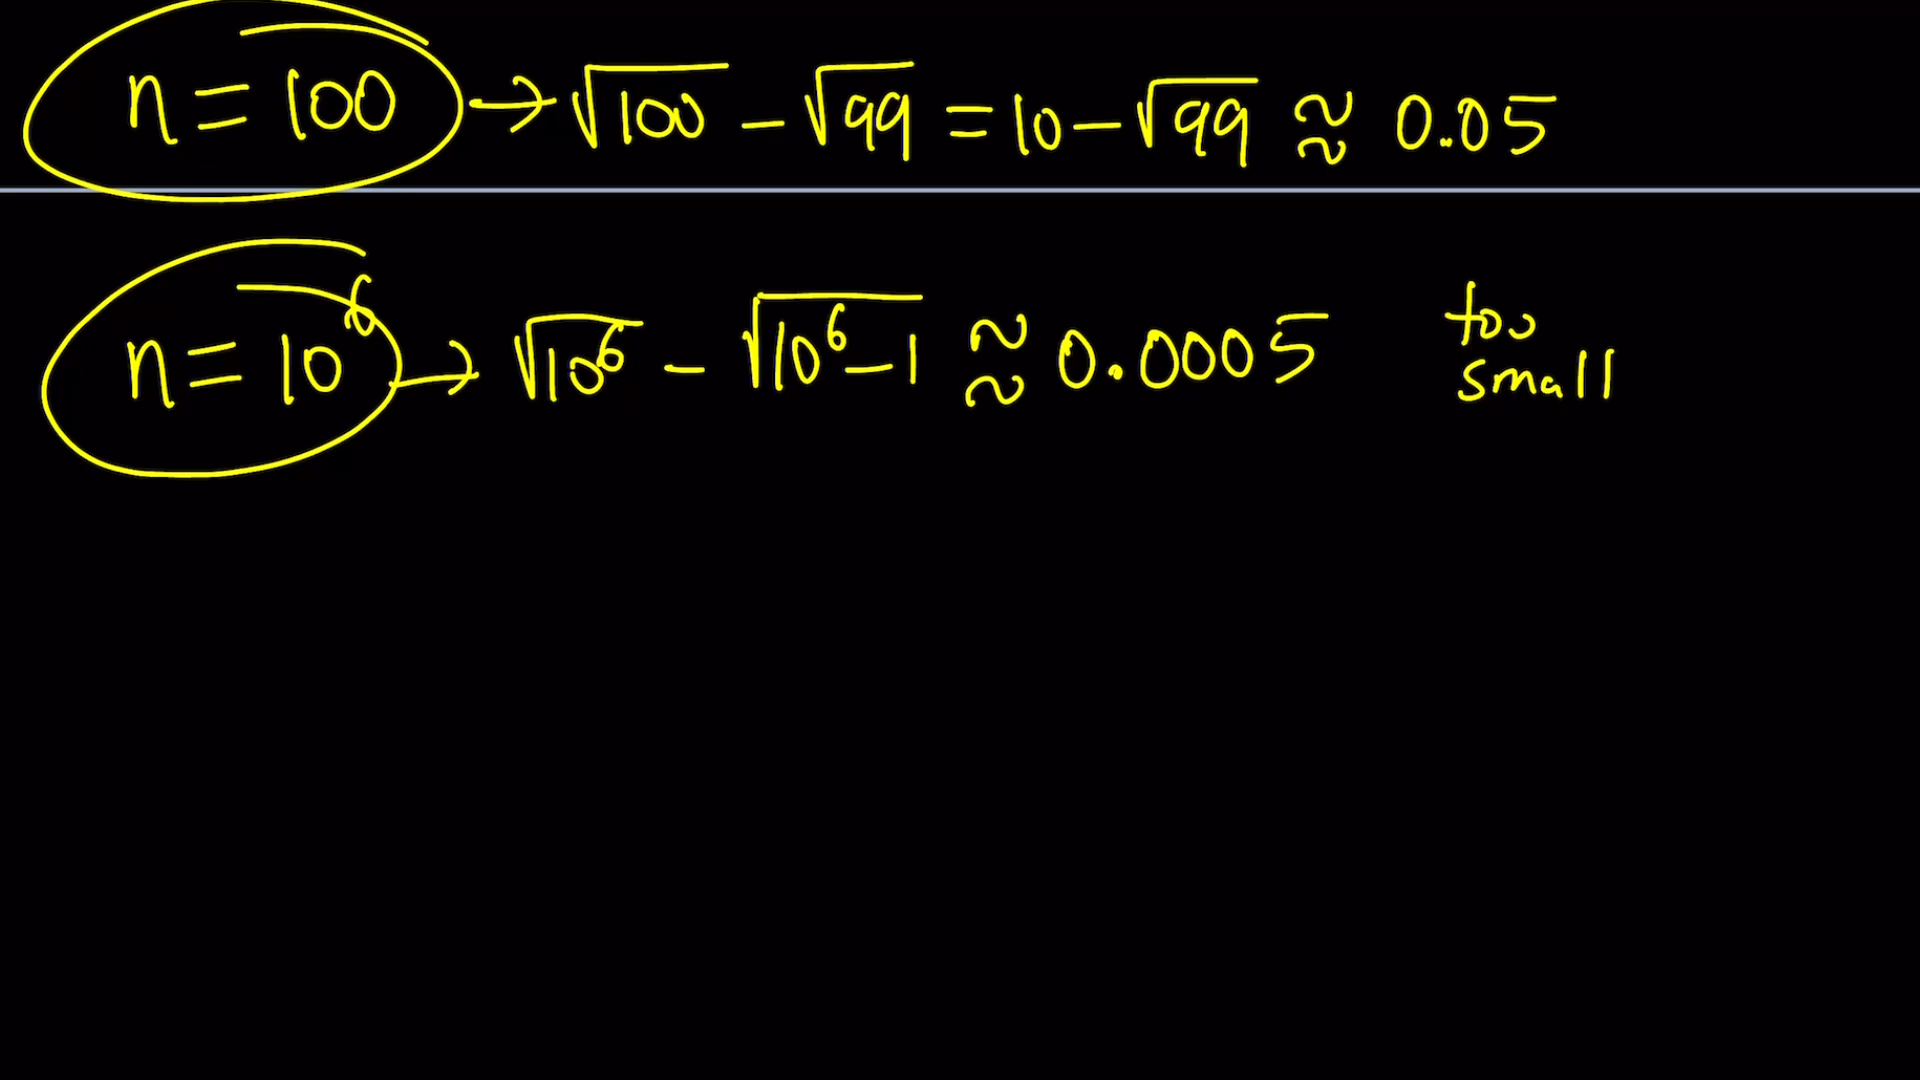 n = 100 → √100 - √99 = 10 - √99 ≈ 0.05
n = 10⁶ → √10⁶ - √10⁶-1 ≈ 0.0005 too small